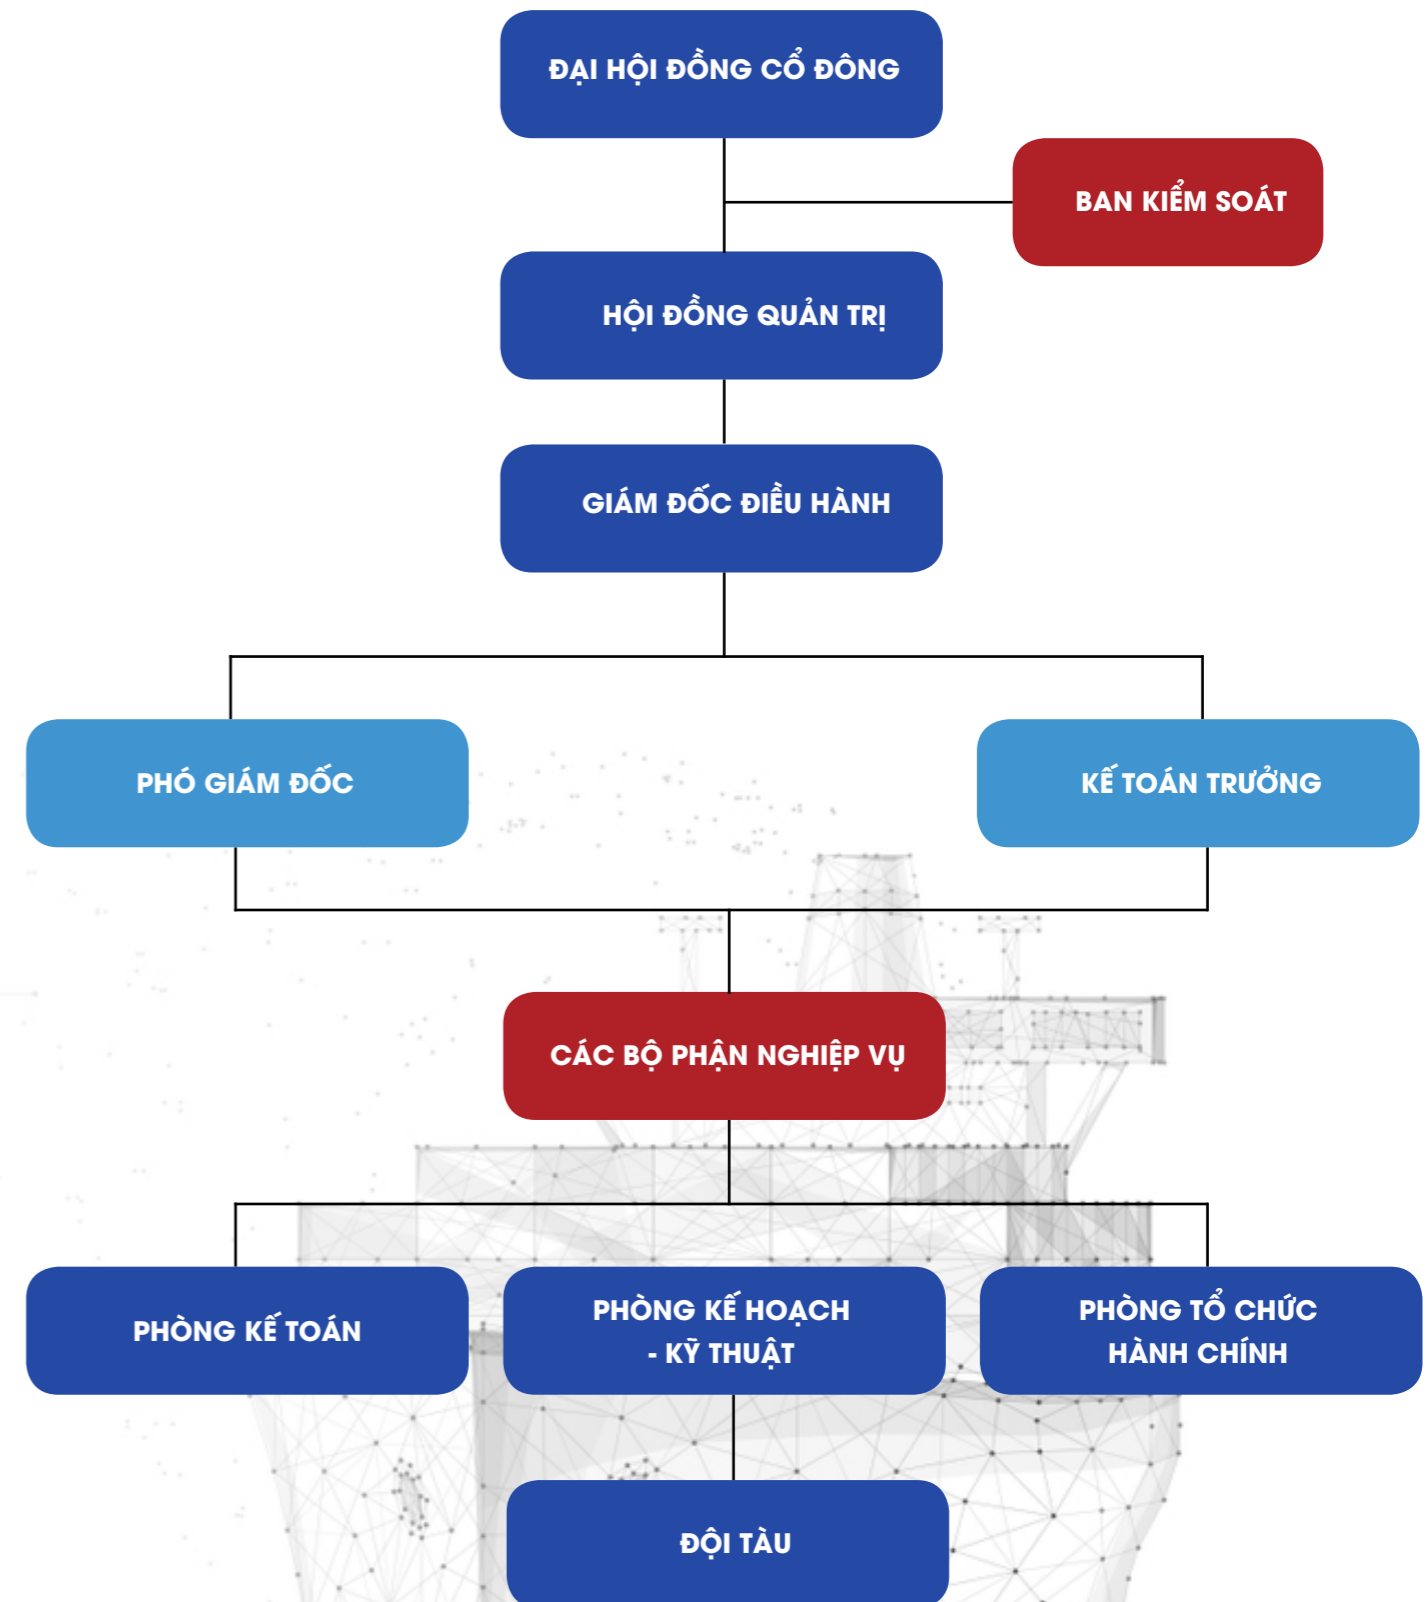 ĐẠI HỘI ĐỒNG CỔ ĐÔNG
BAN KIỂM SOÁT
HỘI ĐỒNG QUẢN TRỊ
GIÁM ĐỐC ĐIỀU HÀNH
PHÓ GIÁM ĐỐC
KẾ TOÁN TRƯỞNG
CÁC BỘ PHẬN NGHIỆP VỤ
PHÒNG KẾ TOÁN
PHÒNG KẾ HOẠCH
- KỸ THUẬT
PHÒNG TỔ CHỨC
HÀNH CHÍNH
ĐỘI TÀU